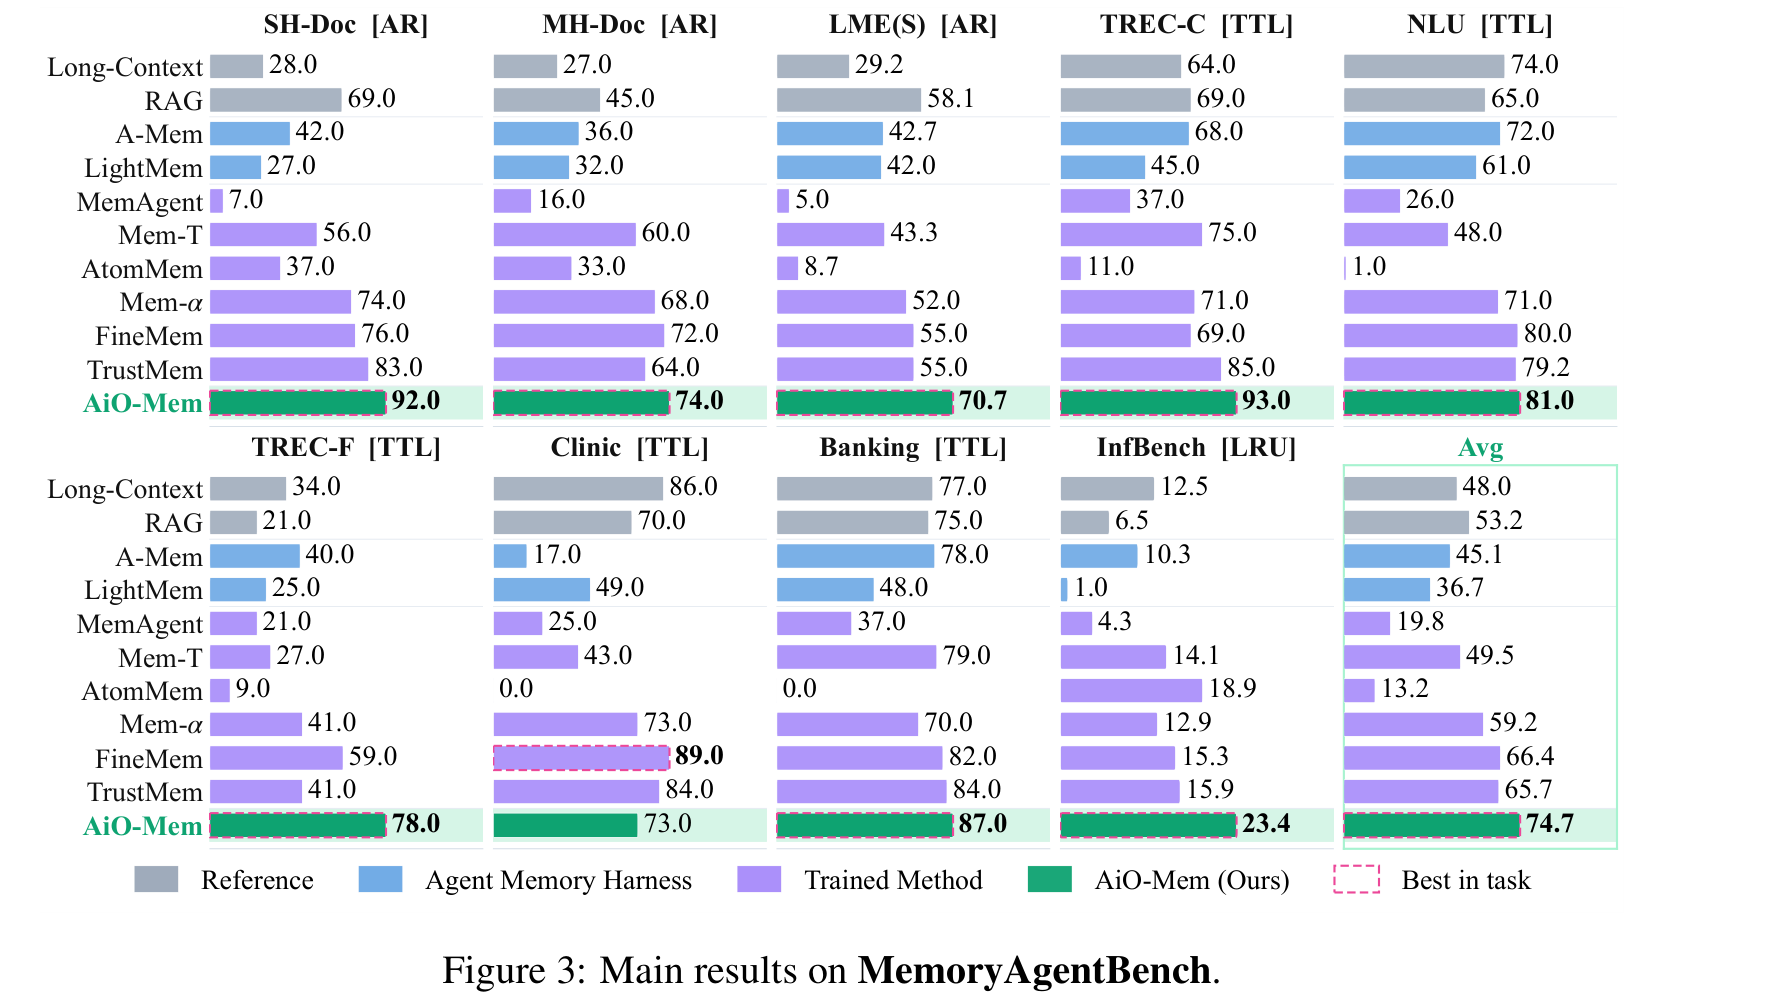 SH-Doc [AR] MH-Doc [AR] LME(S) [AR] TREC-C [TTL] NLU [TTL]
Long-Context 28.0 27.0 29.2 64.0 74.0
RAG 69.0 45.0 58.1 69.0 65.0
A-Mem 42.0 36.0 42.7 68.0 72.0
LightMem 27.0 32.0 42.0 45.0 61.0
MemAgent 7.0 16.0 5.0 37.0 26.0
Mem-T 56.0 60.0 43.3 75.0 48.0
AtomMem 37.0 33.0 8.7 11.0 1.0
Mem-α 74.0 68.0 52.0 71.0 71.0
FineMem 76.0 72.0 55.0 69.0 80.0
TrustMem 83.0 64.0 55.0 85.0 79.2
AiO-Mem 92.0 74.0 70.7 93.0 81.0
TREC-F [TTL] Clinic [TTL] Banking [TTL] InfBench [LRU] Avg
Long-Context 34.0 86.0 77.0 12.5 48.0
RAG 21.0 70.0 75.0 6.5 53.2
A-Mem 40.0 17.0 78.0 10.3 45.1
LightMem 25.0 49.0 48.0 1.0 36.7
MemAgent 21.0 25.0 37.0 4.3 19.8
Mem-T 27.0 43.0 79.0 14.1 49.5
AtomMem 9.0 0.0 0.0 18.9 13.2
Mem-α 41.0 73.0 70.0 12.9 59.2
FineMem 59.0 89.0 82.0 15.3 66.4
TrustMem 41.0 84.0 84.0 15.9 65.7
AiO-Mem 78.0 73.0 87.0 23.4 74.7
Reference Agent Memory Harness Trained Method AiO-Mem (Ours) Best in task
Figure 3: Main results on MemoryAgentBench.